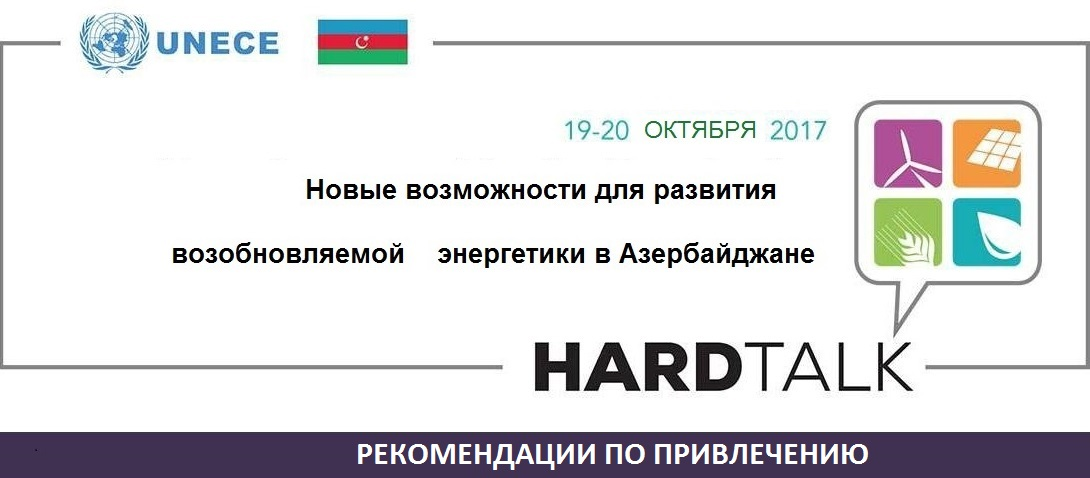 UNECE
19-20 ОКТЯБРЯ 2017
Новые возможности для развития
возобновляемой энергетики в Азербайджане
HARDTALK
РЕКОМЕНДАЦИИ ПО ПРИВЛЕЧЕНИЮ